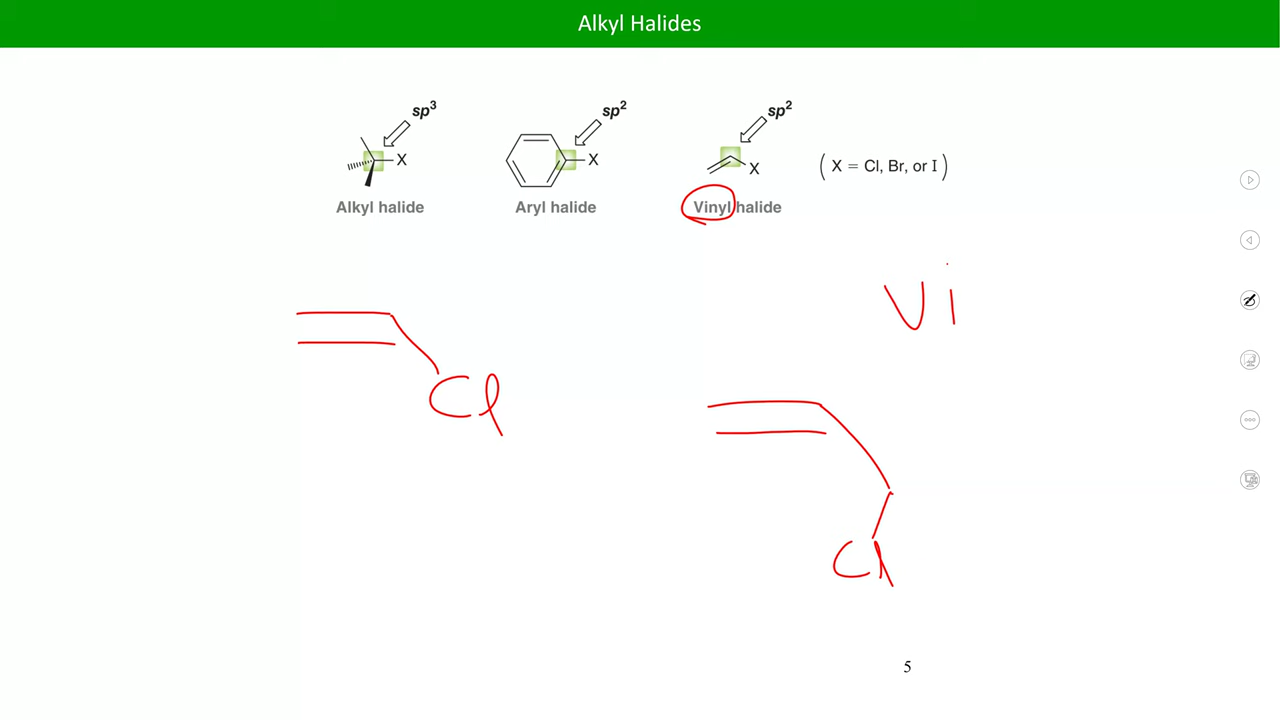 Alkyl Halides
sp³ sp² sp²
X X X ( X = Cl, Br, or I )
Alkyl halide Aryl halide Vinyl halide
Vi
Cl
Cl
5